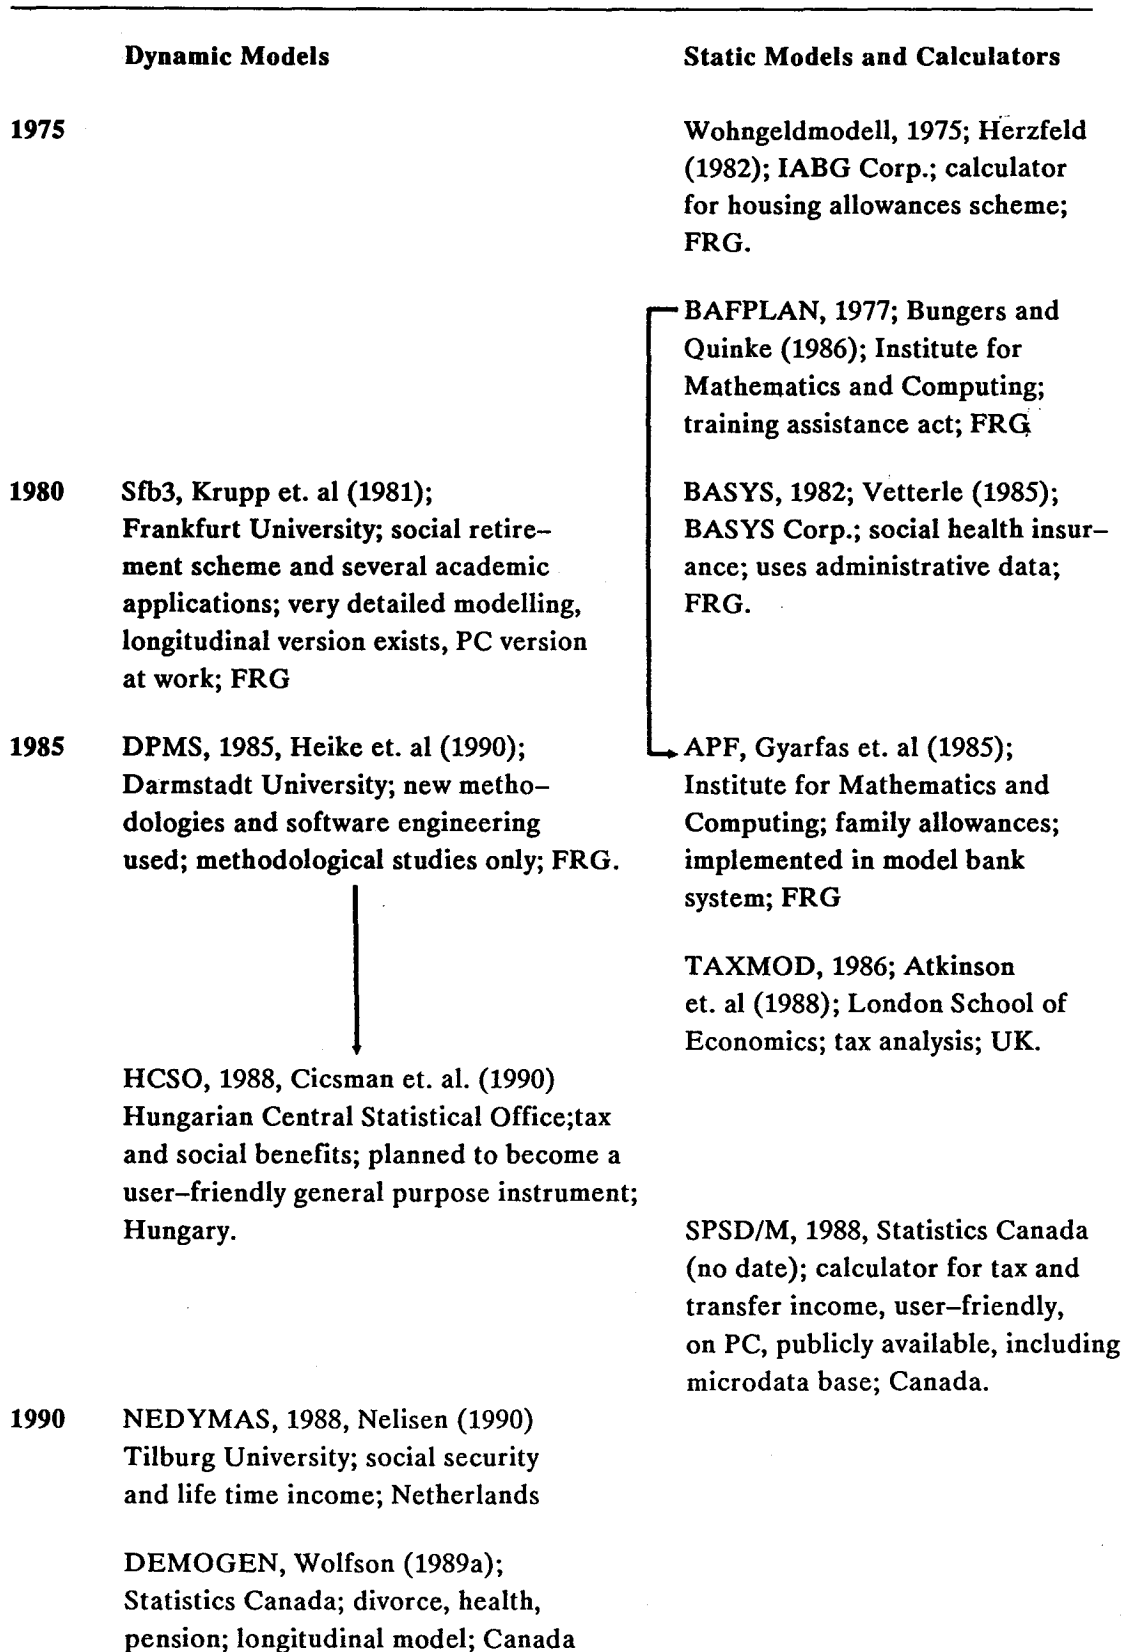 Dynamic Models
Static Models and Calculators
1975
Wohngeldmodell, 1975; Herzfeld
(1982); IABG Corp.; calculator
for housing allowances scheme;
FRG.
BAFPLAN, 1977; Bungers and
Quinke (1986); Institute for
Mathematics and Computing;
training assistance act; FRG
1980
Sfb3, Krupp et. al (1981);
Frankfurt University; social retire–
ment scheme and several academic
applications; very detailed modelling,
longitudinal version exists, PC version
at work; FRG
BASYS, 1982; Vetterle (1985);
BASYS Corp.; social health insur–
ance; uses administrative data;
FRG.
1985
DPMS, 1985, Heike et. al (1990);
Darmstadt University; new metho–
dologies and software engineering
used; methodological studies only; FRG.
APF, Gyarfas et. al (1985);
Institute for Mathematics and
Computing; family allowances;
implemented in model bank
system; FRG
TAXMOD, 1986; Atkinson
et. al (1988); London School of
Economics; tax analysis; UK.
HCSO, 1988, Cicsman et. al. (1990)
Hungarian Central Statistical Office;tax
and social benefits; planned to become a
user–friendly general purpose instrument;
Hungary.
SPSD/M, 1988, Statistics Canada
(no date); calculator for tax and
transfer income, user–friendly,
on PC, publicly available, including
microdata base; Canada.
1990
NEDYMAS, 1988, Nelisen (1990)
Tilburg University; social security
and life time income; Netherlands
DEMOGEN, Wolfson (1989a);
Statistics Canada; divorce, health,
pension; longitudinal model; Canada